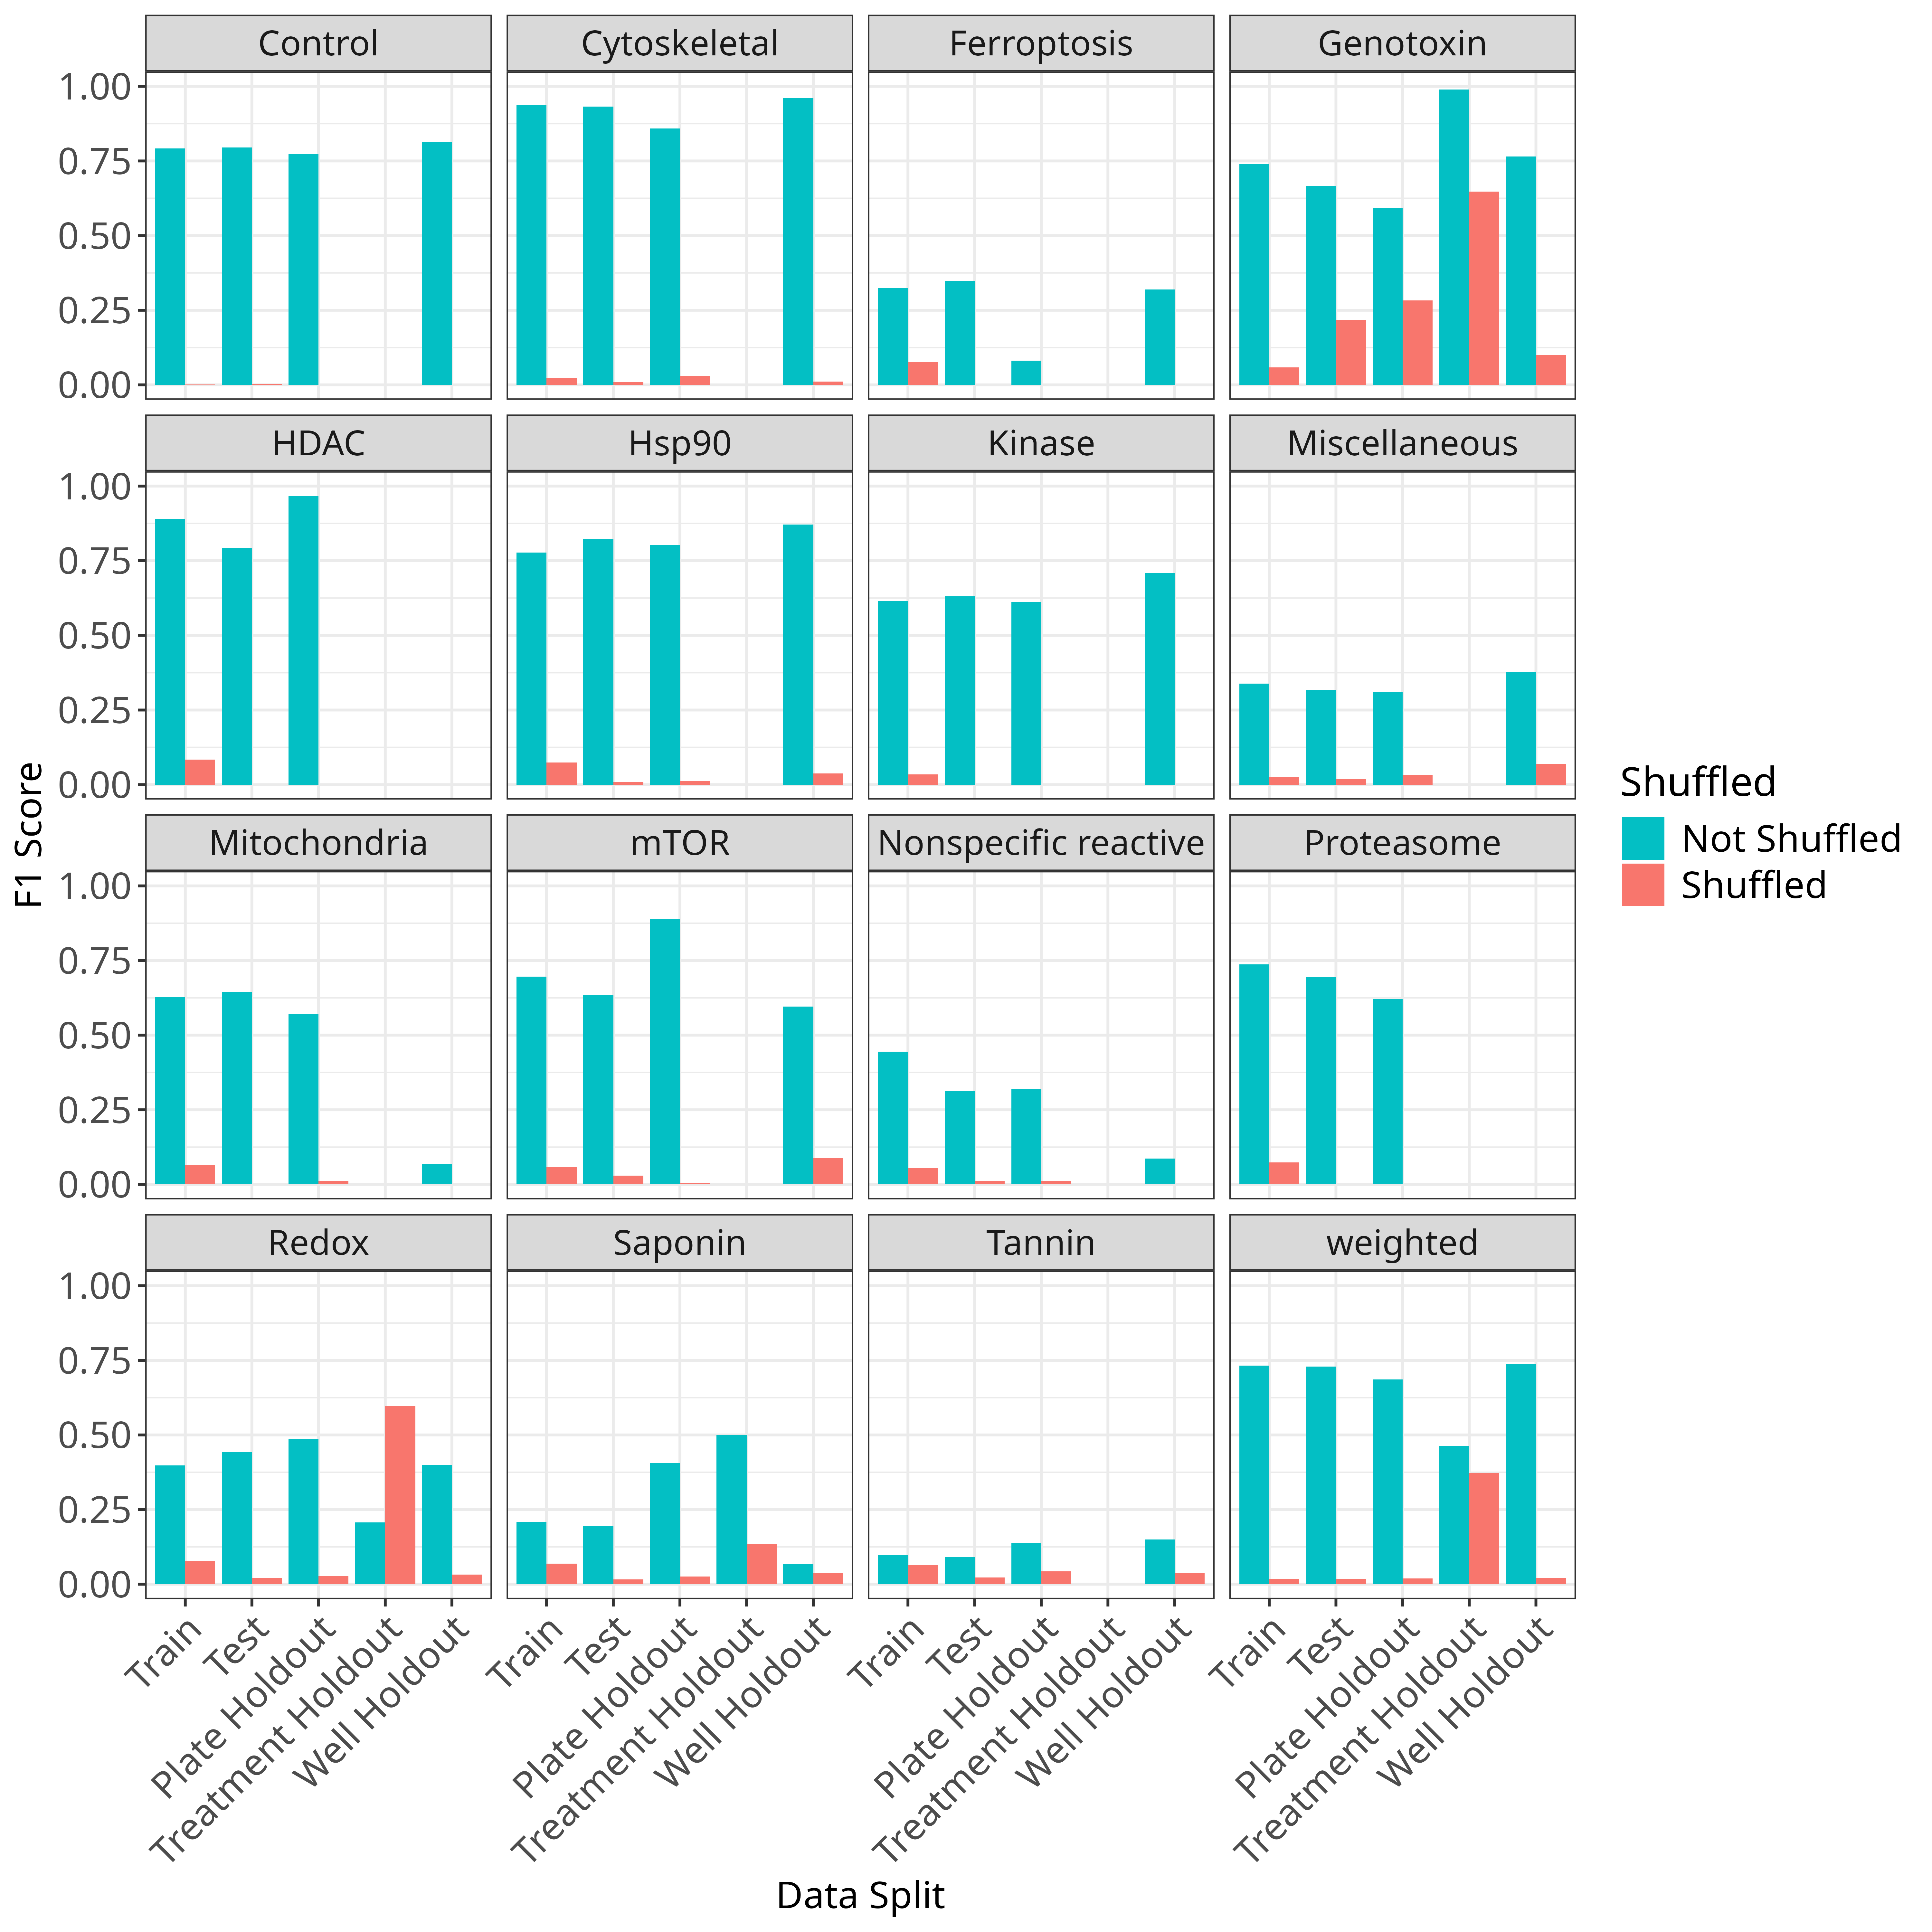 Control Cytoskeletal Ferroptosis Genotoxin
1.00
0.75
0.50
0.25
0.00
HDAC Hsp90 Kinase Miscellaneous
1.00
0.75
0.50
0.25
0.00
Mitochondria mTOR Nonspecific reactive Proteasome
1.00
0.75
0.50
0.25
0.00
Redox Saponin Tannin weighted
1.00
0.75
0.50
0.25
0.00
F1 Score
Train
Test
Plate Holdout
Treatment Holdout
Well Holdout
Train
Test
Plate Holdout
Treatment Holdout
Well Holdout
Train
Test
Plate Holdout
Treatment Holdout
Well Holdout
Train
Test
Plate Holdout
Treatment Holdout
Well Holdout
Data Split
Shuffled
Not Shuffled
Shuffled